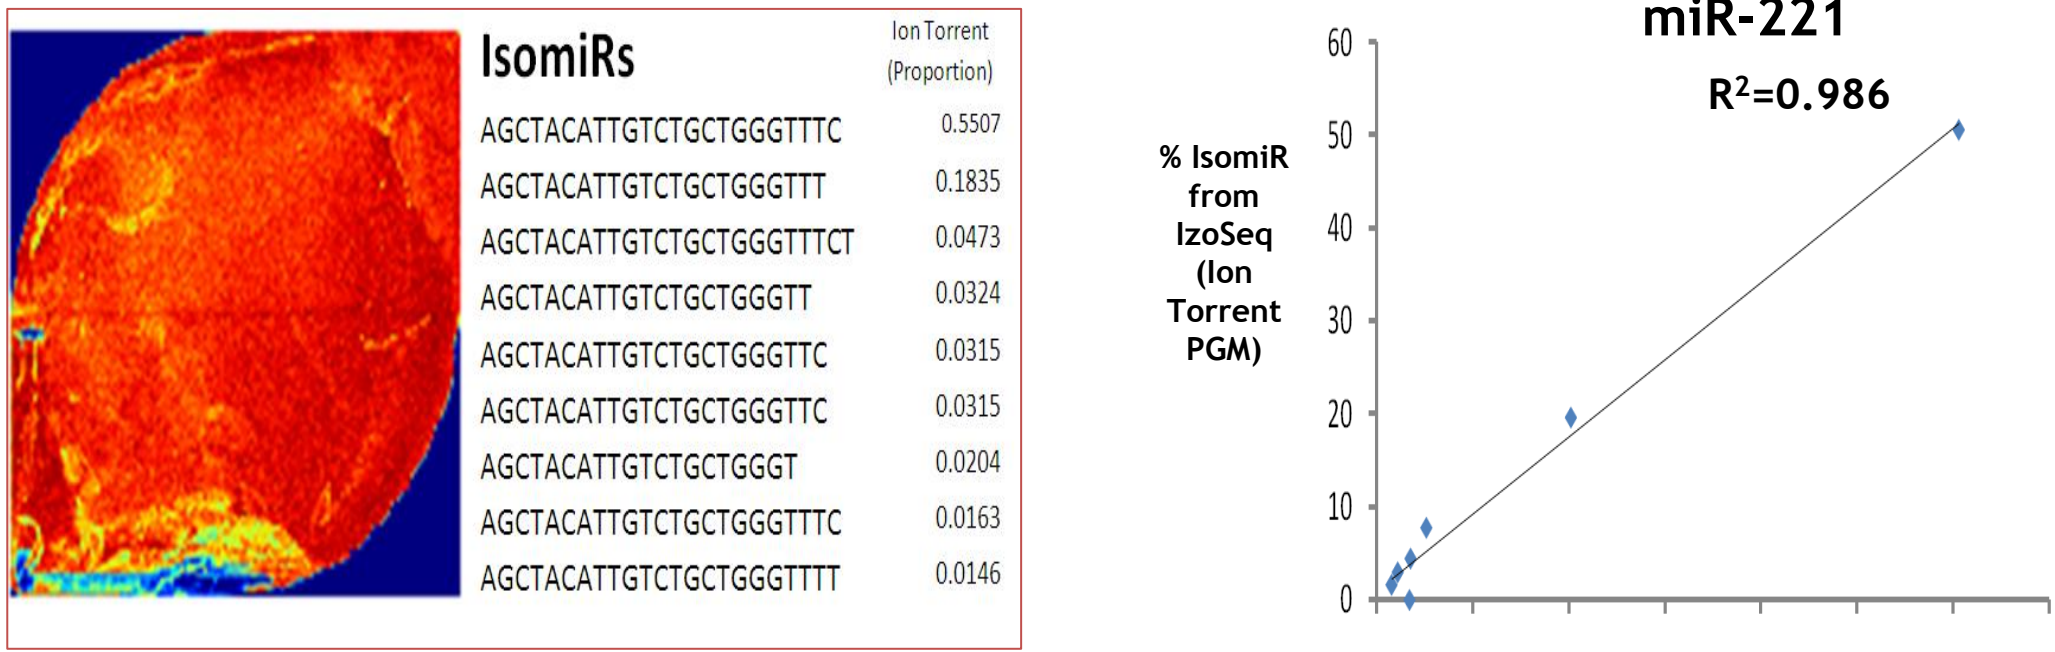 IsomiRs
Ion Torrent
(Proportion)
AGCTACATTGTCTGCTGGGTTTC 0.5507
AGCTACATTGTCTGCTGGGTTT 0.1835
AGCTACATTGTCTGCTGGGTTTCT 0.0473
AGCTACATTGTCTGCTGGGTT 0.0324
AGCTACATTGTCTGCTGGGTTC 0.0315
AGCTACATTGTCTGCTGGGTTC 0.0315
AGCTACATTGTCTGCTGGGT 0.0204
AGCTACATTGTCTGCTGGGTTTC 0.0163
AGCTACATTGTCTGCTGGGTTTT 0.0146
miR-221
R²=0.986
% IsomiR
from
IzoSeq
(Ion
Torrent
PGM)
60
50
40
30
20
10
0